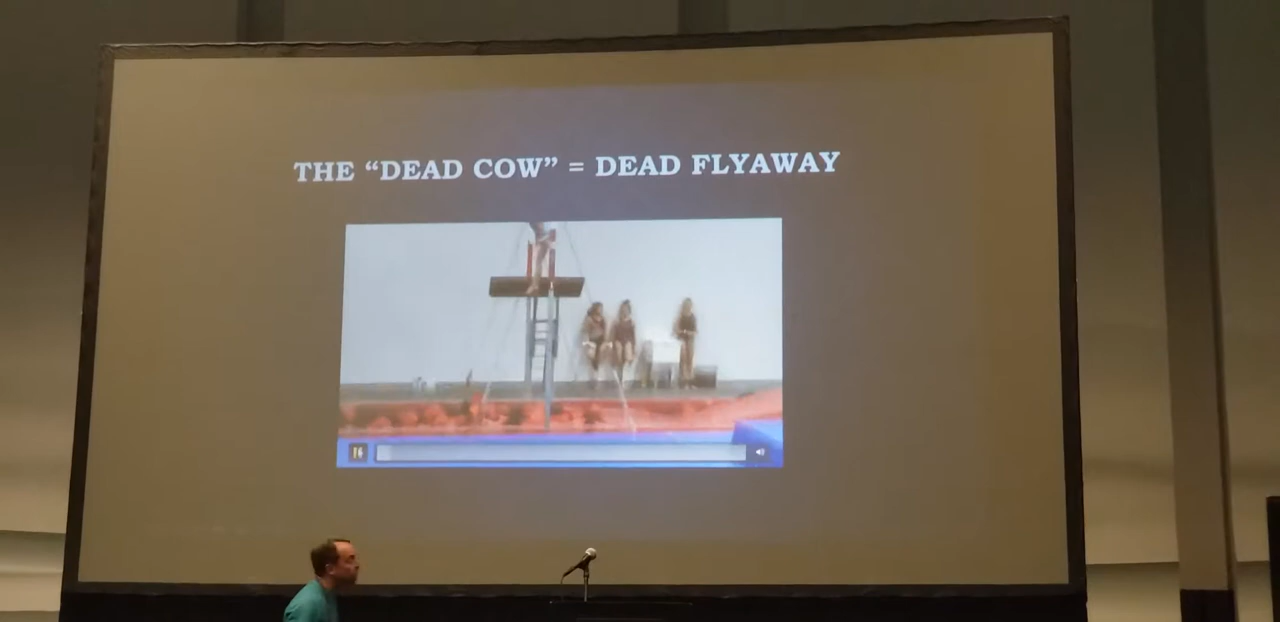 THE “DEAD COW” = DEAD FLYAWAY